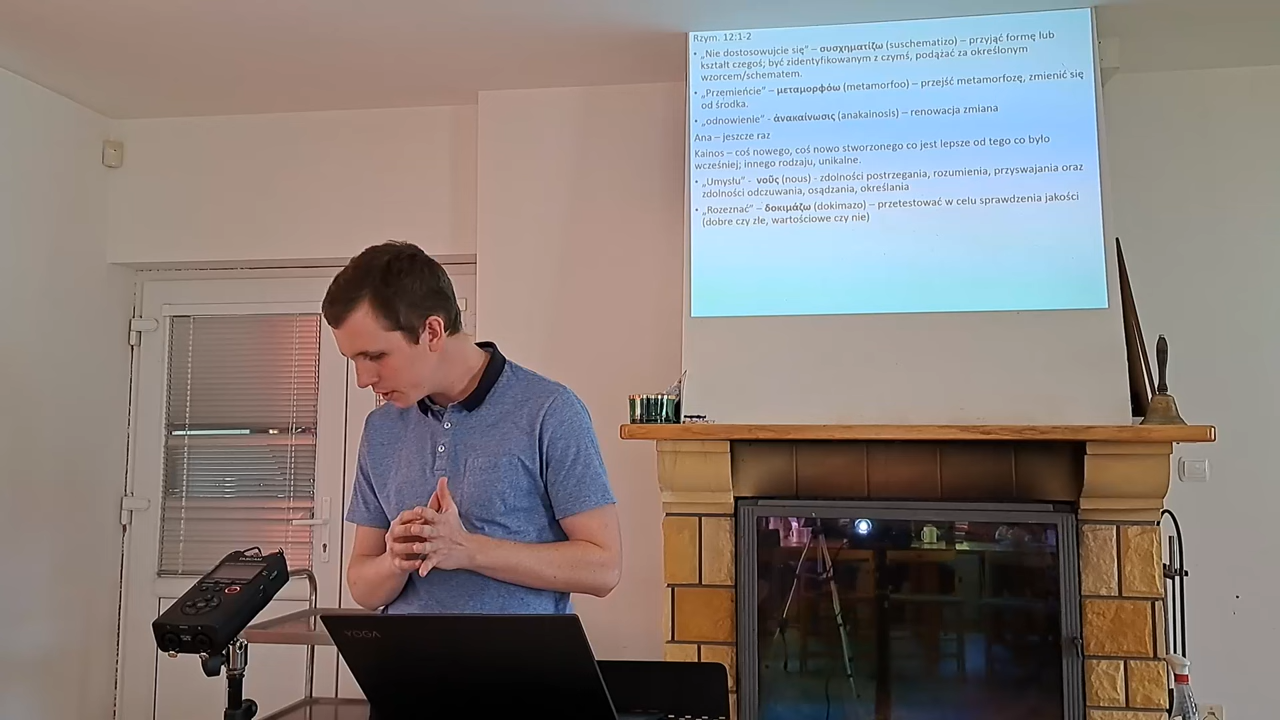 Rzym. 12:1-2
• „Nie dostosowujcie się" – συσχηματίζω (suschematizo) – przyjąć formę lub
kształt czegoś; być zidentyfikowanym z czymś, podążać za określonym
wzorcem/schematem.
• „Przemieńcie" – μεταμορφόω (metamorfoo) – przejść metamorfozę, zmienić się
od środka.
• „odnowienie" - ἀνακαίνωσις (anakainosis) – renowacja zmiana
Ana – jeszcze raz
Kainos – coś nowego, coś nowo stworzonego co jest lepsze od tego co było
wcześniej; innego rodzaju, unikalne.
• „Umysłu" - νοῦς (nous) - zdolności postrzegania, rozumienia, przyswajania oraz
zdolności odczuwania, osądzania, określania
• „Rozeznać" – δοκιμάζω (dokimazo) – przetestować w celu sprawdzenia jakości
(dobre czy złe, wartościowe czy nie)
TASCAM
YOGA